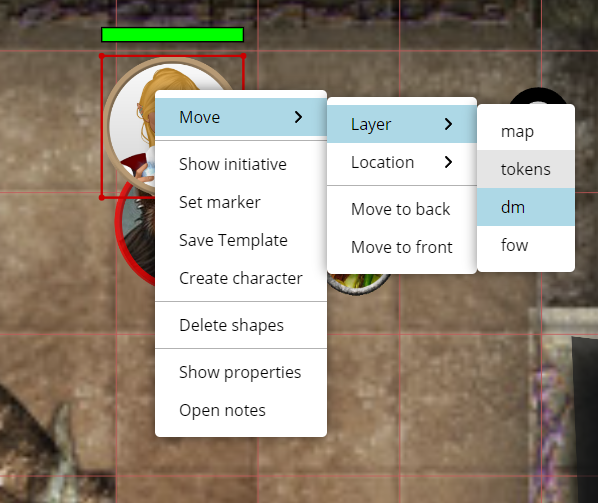 Move
Show initiative
Set marker
Save Template
Create character
Delete shapes
Show properties
Open notes
Layer
Location
Move to back
Move to front
map
tokens
dm
fow